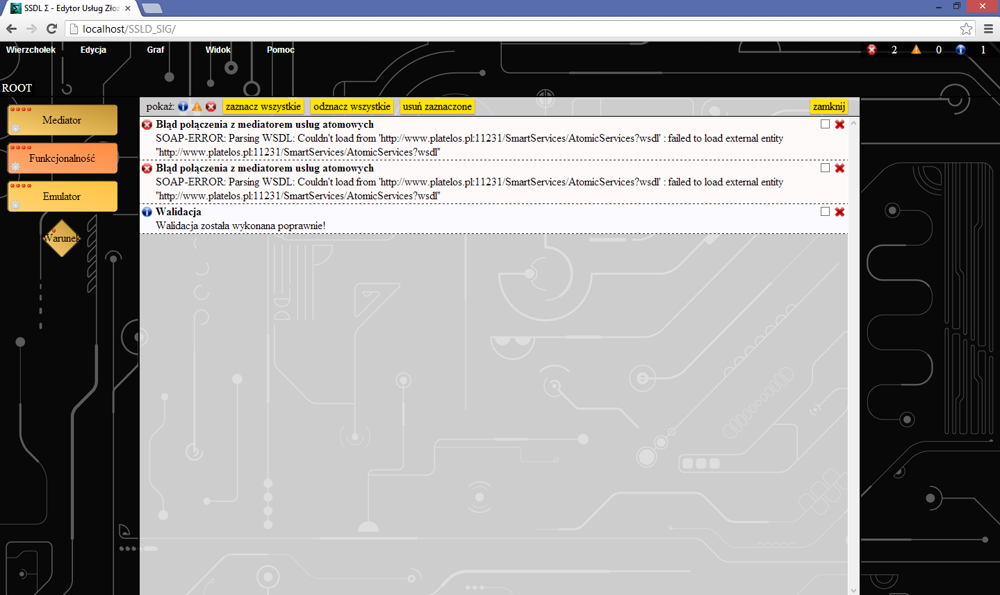 SSDL Σ - Edytor Usług Złoż
localhost/SSLD_SIG/
Wierzchołek Edycja Graf Widok Pomoc 2 0 1
ROOT
pokaż: zaznacz wszystkie odznacz wszystkie usuń zaznaczone zamknij
Mediator
Funkcjonalność
Emulator
Warunek
Błąd połączenia z mediatorem usług atomowych
SOAP-ERROR: Parsing WSDL: Couldn't load from 'http://www.platelos.pl:11231/SmartServices/AtomicServices?wsdl' : failed to load external entity
"http://www.platelos.pl:11231/SmartServices/AtomicServices?wsdl"
Błąd połączenia z mediatorem usług atomowych
SOAP-ERROR: Parsing WSDL: Couldn't load from 'http://www.platelos.pl:11231/SmartServices/AtomicServices?wsdl' : failed to load external entity
"http://www.platelos.pl:11231/SmartServices/AtomicServices?wsdl"
Walidacja
Walidacja została wykonana poprawnie!